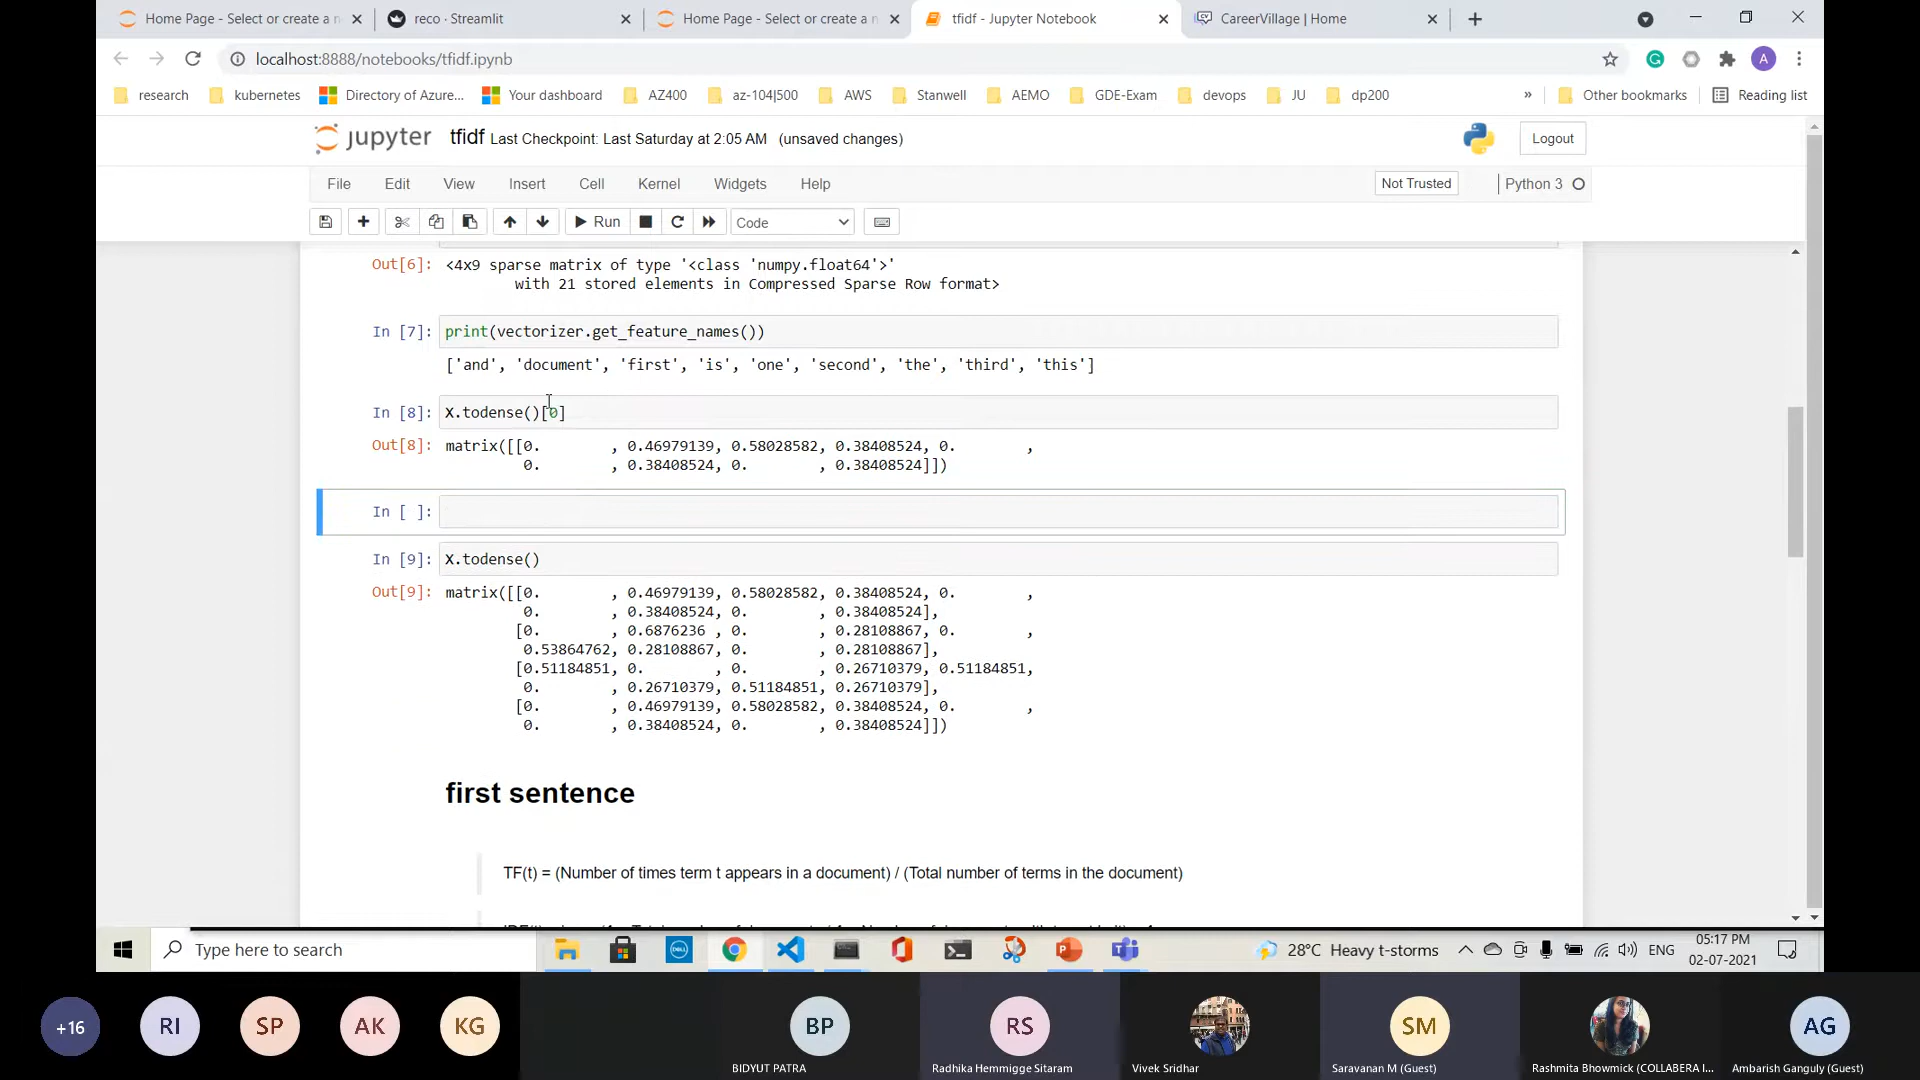 Home Page - Select or create a n
reco · Streamlit
Home Page - Select or create a n
tfidf - Jupyter Notebook
CareerVillage | Home
localhost:8888/notebooks/tfidf.ipynb
G
A
research
kubernetes
Directory of Azure...
Your dashboard
AZ400
az-104|500
AWS
Stanwell
AEMO
GDE-Exam
devops
JU
dp200
»
Other bookmarks
Reading list
jupyter
tfidf Last Checkpoint: Last Saturday at 2:05 AM (unsaved changes)
Logout
File
Edit
View
Insert
Cell
Kernel
Widgets
Help
Not Trusted
Python 3
Run
Code
Out[6]: <4x9 sparse matrix of type '<class 'numpy.float64'>'
with 21 stored elements in Compressed Sparse Row format>
In [7]: print(vectorizer.get_feature_names())
['and', 'document', 'first', 'is', 'one', 'second', 'the', 'third', 'this']
In [8]: X.todense()[0]
Out[8]: matrix([[0.        , 0.46979139, 0.58028582, 0.38408524, 0.        ,
0.        , 0.38408524, 0.        , 0.38408524]])
In [ ]:
In [9]: X.todense()
Out[9]: matrix([[0.        , 0.46979139, 0.58028582, 0.38408524, 0.        ,
0.        , 0.38408524, 0.        , 0.38408524],
[0.        , 0.6876236 , 0.        , 0.28108867, 0.        ,
0.53864762, 0.28108867, 0.        , 0.28108867],
[0.51184851, 0.        , 0.        , 0.26710379, 0.51184851,
0.        , 0.26710379, 0.51184851, 0.26710379],
[0.        , 0.46979139, 0.58028582, 0.38408524, 0.        ,
0.        , 0.38408524, 0.        , 0.38408524]])
first sentence
TF(t) = (Number of times term t appears in a document) / (Total number of terms in the document)
Type here to search
DELL
28°C Heavy t-storms
ENG
05:17 PM
02-07-2021
+16
RI
SP
AK
KG
BP
RS
SM
AG
BIDYUT PATRA
Radhika Hemmigge Sitaram
Vivek Sridhar
Saravanan M (Guest)
Rashmita Bhowmick (COLLABERA I...
Ambarish Ganguly (Guest)